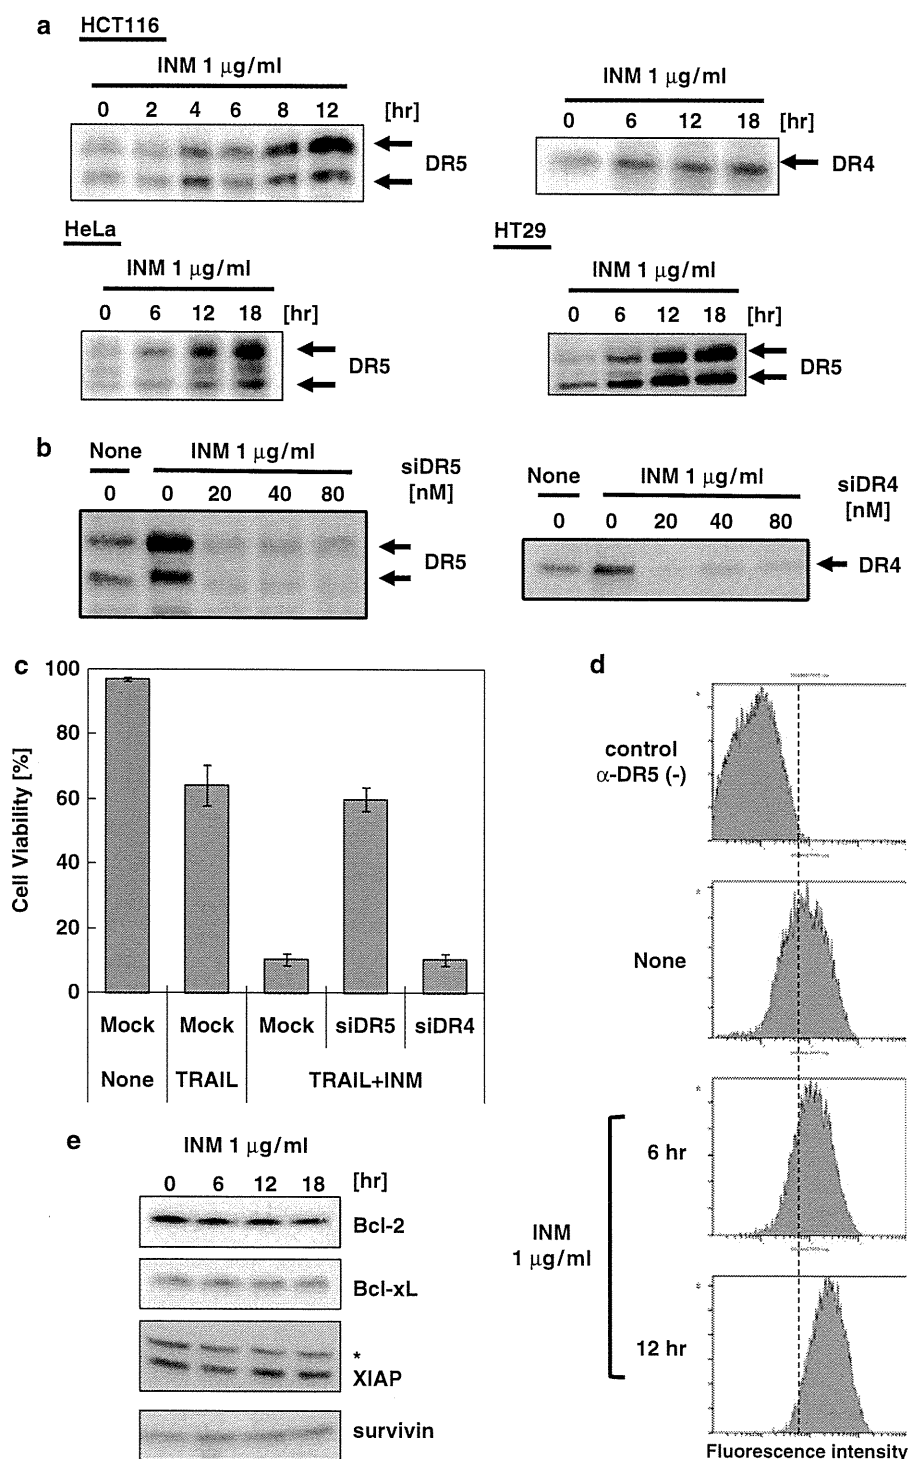 a HCT116
INM 1 μg/ml
0 2 4 6 8 12 [hr]
DR5
INM 1 μg/ml
0 6 12 18 [hr]
DR4
HeLa
INM 1 μg/ml
0 6 12 18 [hr]
DR5
HT29
INM 1 μg/ml
0 6 12 18 [hr]
DR5
b
None INM 1 μg/ml siDR5
0 0 20 40 80 [nM]
DR5
None INM 1 μg/ml siDR4
0 0 20 40 80 [nM]
DR4
c
Cell Viability [%]
100
80
60
40
20
0
Mock Mock Mock siDR5 siDR4
None TRAIL TRAIL+INM
d
control
α-DR5 (-)
None
6 hr
INM
1 μg/ml
12 hr
Fluorescence intensity
e
INM 1 μg/ml
0 6 12 18 [hr]
Bcl-2
Bcl-xL
*
XIAP
survivin